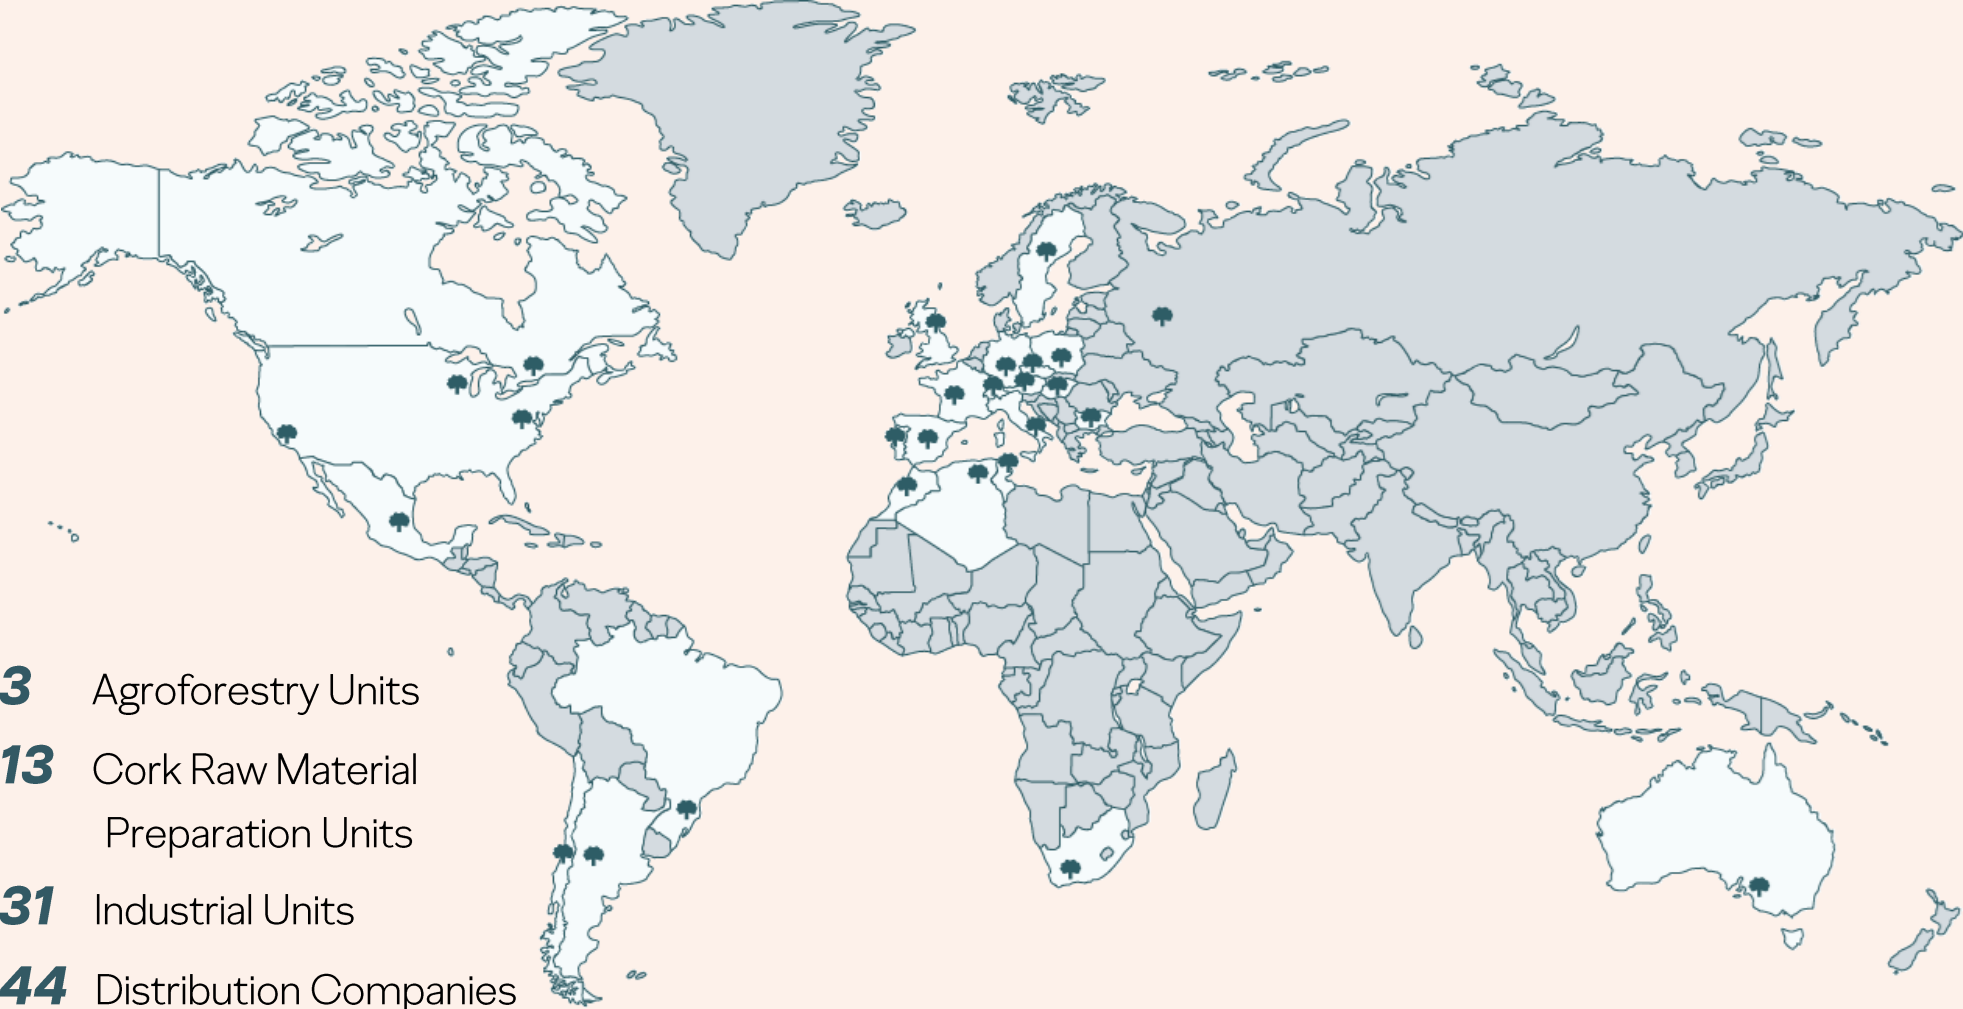 3 Agroforestry Units
13 Cork Raw Material
Preparation Units
31 Industrial Units
44 Distribution Companies